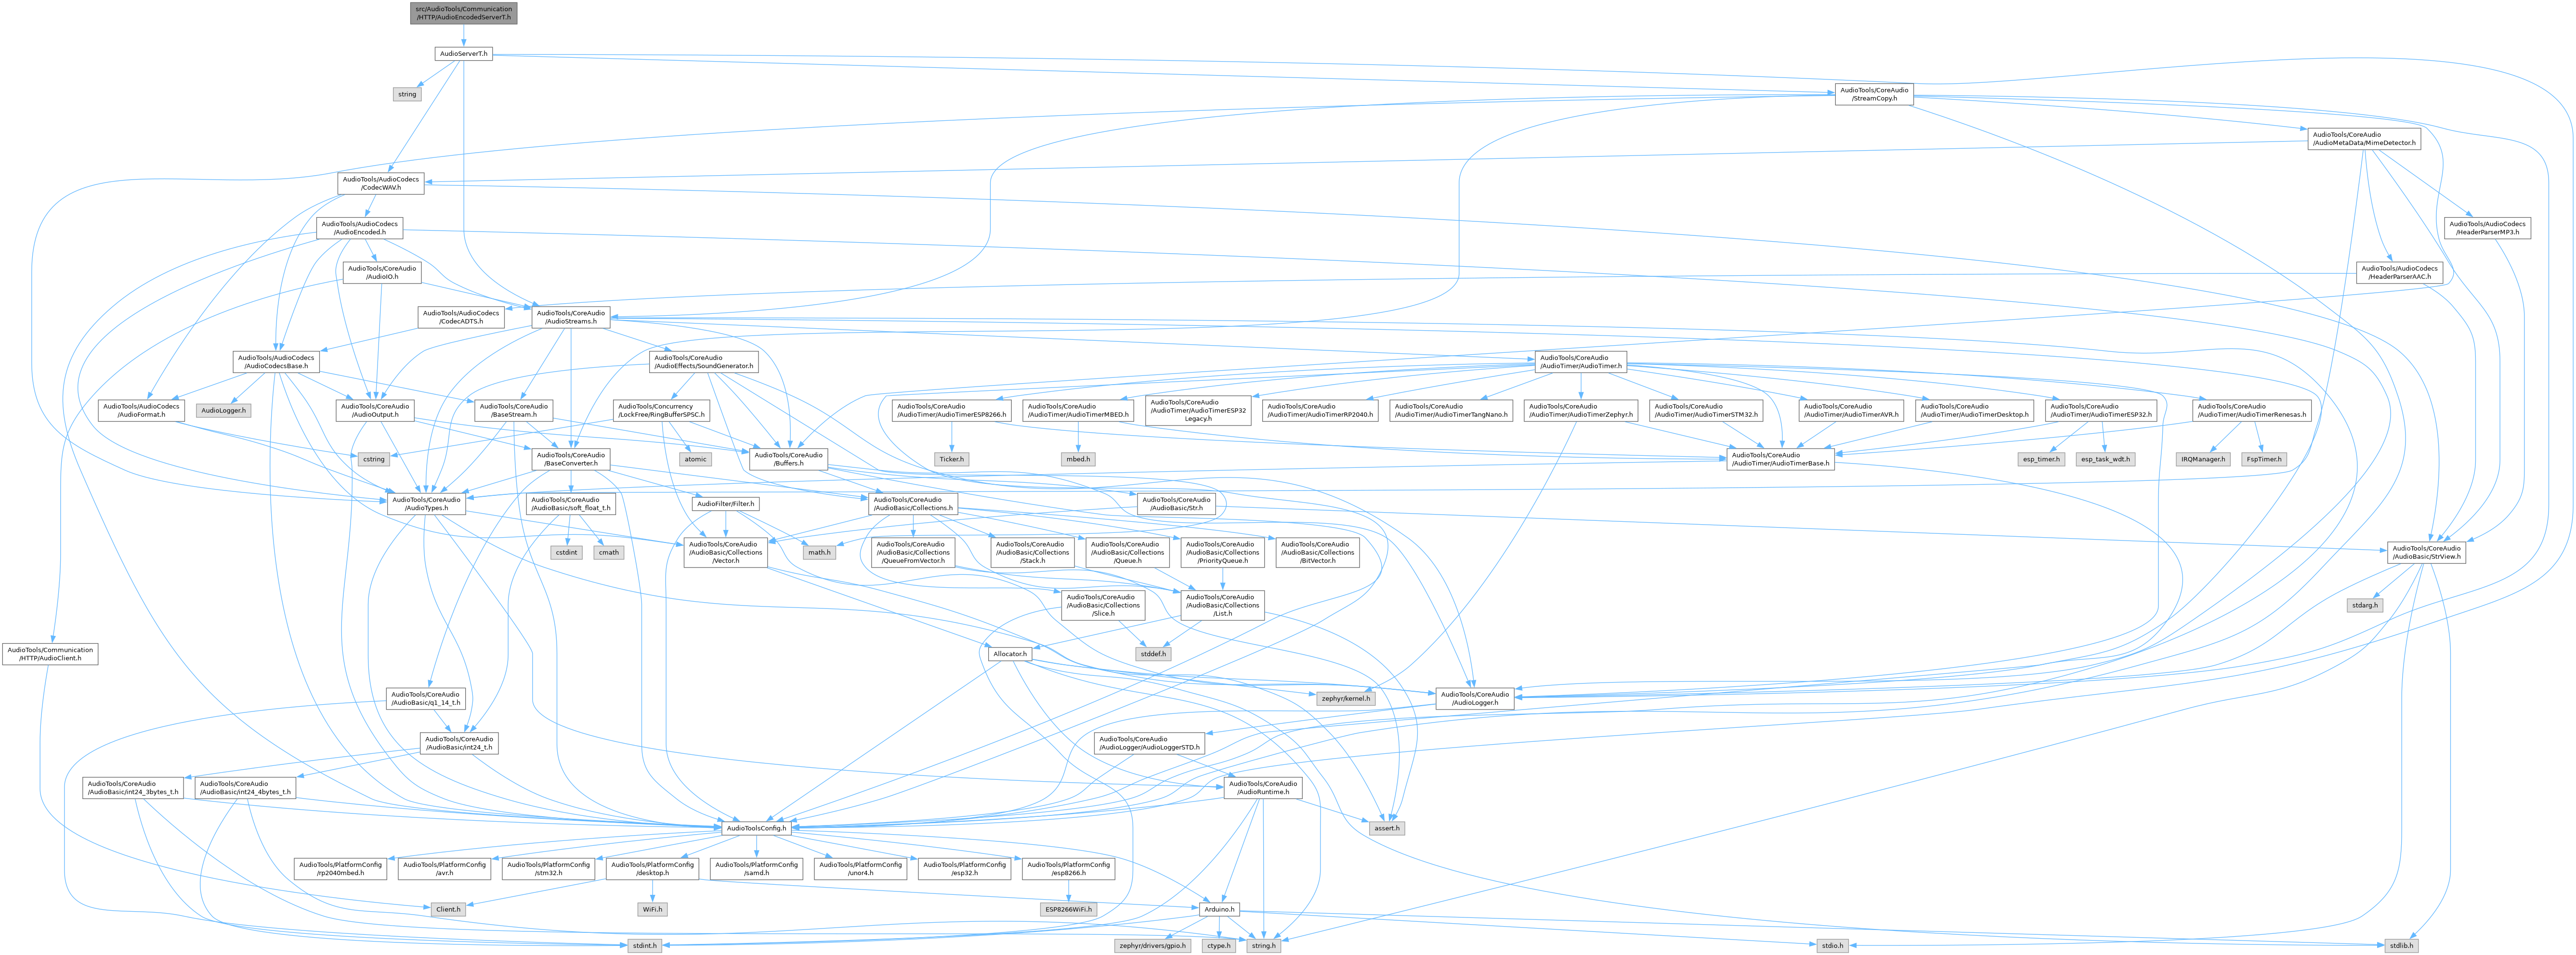 src/AudioTools/Communication
/HTTP/AudioEncodedServerT.h
AudioServerT.h
string
AudioTools/CoreAudio
/StreamCopy.h
AudioTools/CoreAudio
/AudioMetaData/MimeDetector.h
AudioTools/AudioCodecs
/CodecWAV.h
AudioTools/AudioCodecs
/AudioEncoded.h
AudioTools/AudioCodecs
/HeaderParserMP3.h
AudioTools/CoreAudio
/AudioIO.h
AudioTools/AudioCodecs
/HeaderParserAAC.h
AudioTools/AudioCodecs
/CodecADTS.h
AudioTools/CoreAudio
/AudioStreams.h
AudioTools/AudioCodecs
/AudioCodecsBase.h
AudioTools/CoreAudio
/AudioEffects/SoundGenerator.h
AudioTools/CoreAudio
/AudioTimer/AudioTimer.h
AudioTools/AudioCodecs
/AudioFormat.h
AudioLogger.h
AudioTools/CoreAudio
/AudioOutput.h
AudioTools/CoreAudio
/BaseStream.h
AudioTools/Concurrency
/LockFree/RingBufferSPSC.h
AudioTools/CoreAudio
/AudioTimer/AudioTimerESP8266.h
AudioTools/CoreAudio
/AudioTimer/AudioTimerMBED.h
AudioTools/CoreAudio
/AudioTimer/AudioTimerESP32
Legacy.h
AudioTools/CoreAudio
/AudioTimer/AudioTimerRP2040.h
AudioTools/CoreAudio
/AudioTimer/AudioTimerTangNano.h
AudioTools/CoreAudio
/AudioTimer/AudioTimerZephyr.h
AudioTools/CoreAudio
/AudioTimer/AudioTimerSTM32.h
AudioTools/CoreAudio
/AudioTimer/AudioTimerAVR.h
AudioTools/CoreAudio
/AudioTimer/AudioTimerDesktop.h
AudioTools/CoreAudio
/AudioTimer/AudioTimerESP32.h
AudioTools/CoreAudio
/AudioTimer/AudioTimerRenesas.h
cstring
AudioTools/CoreAudio
/BaseConverter.h
atomic
AudioTools/CoreAudio
/Buffers.h
Ticker.h
mbed.h
AudioTools/CoreAudio
/AudioTimer/AudioTimerBase.h
esp_timer.h
esp_task_wdt.h
IRQManager.h
FspTimer.h
AudioTools/CoreAudio
/AudioTypes.h
AudioTools/CoreAudio
/AudioBasic/soft_float_t.h
AudioFilter/Filter.h
AudioTools/CoreAudio
/AudioBasic/Collections.h
AudioTools/CoreAudio
/AudioBasic/Str.h
cstdint
cmath
AudioTools/CoreAudio
/AudioBasic/Collections
/Vector.h
math.h
AudioTools/CoreAudio
/AudioBasic/Collections
/QueueFromVector.h
AudioTools/CoreAudio
/AudioBasic/Collections
/Stack.h
AudioTools/CoreAudio
/AudioBasic/Collections
/Queue.h
AudioTools/CoreAudio
/AudioBasic/Collections
/PriorityQueue.h
AudioTools/CoreAudio
/AudioBasic/Collections
/BitVector.h
AudioTools/CoreAudio
/AudioBasic/StrView.h
AudioTools/CoreAudio
/AudioBasic/Collections
/Slice.h
AudioTools/CoreAudio
/AudioBasic/Collections
/List.h
stdarg.h
AudioTools/Communication
/HTTP/AudioClient.h
Allocator.h
stddef.h
AudioTools/CoreAudio
/AudioBasic/q1_14_t.h
zephyr/kernel.h
AudioTools/CoreAudio
/AudioLogger.h
AudioTools/CoreAudio
/AudioBasic/int24_t.h
AudioTools/CoreAudio
/AudioLogger/AudioLoggerSTD.h
AudioTools/CoreAudio
/AudioBasic/int24_3bytes_t.h
AudioTools/CoreAudio
/AudioBasic/int24_4bytes_t.h
AudioTools/CoreAudio
/AudioRuntime.h
AudioToolsConfig.h
assert.h
AudioTools/PlatformConfig
/rp2040mbed.h
AudioTools/PlatformConfig
/avr.h
AudioTools/PlatformConfig
/stm32.h
AudioTools/PlatformConfig
/desktop.h
AudioTools/PlatformConfig
/samd.h
AudioTools/PlatformConfig
/unor4.h
AudioTools/PlatformConfig
/esp32.h
AudioTools/PlatformConfig
/esp8266.h
Client.h
WiFi.h
ESP8266WiFi.h
Arduino.h
stdint.h
zephyr/drivers/gpio.h
ctype.h
string.h
stdio.h
stdlib.h